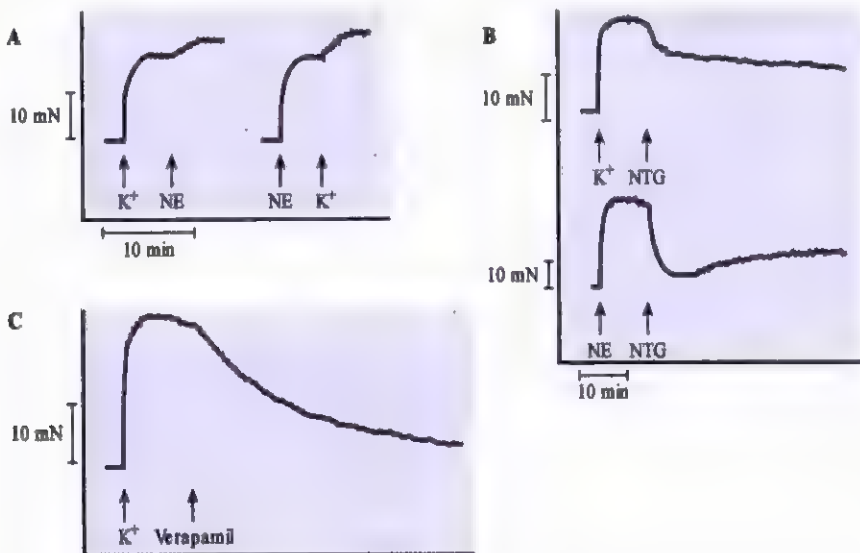 A
10 mN
K⁺ NE NE K⁺
10 min
B
10 mN
K⁺ NTG
10 mN
NE NTG
10 min
C
10 mN
K⁺ Verapamil